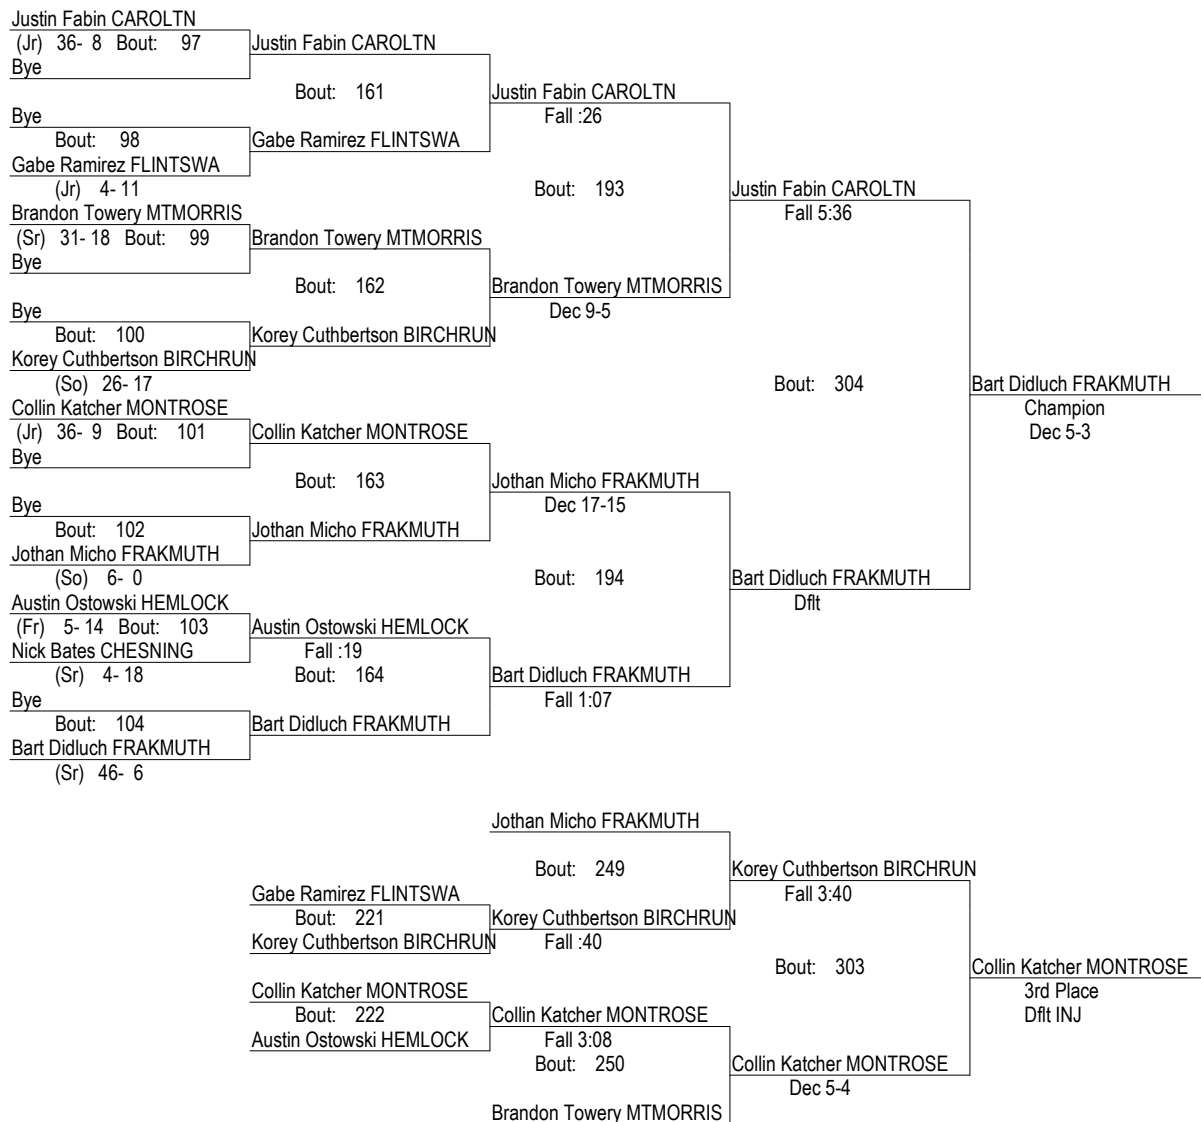 Justin Fabin CAROLTN
(Jr) 36- 8 Bout: 97
Justin Fabin CAROLTN
Bye
Bout: 161
Justin Fabin CAROLTN
Bye
Fall :26
Bout: 98
Gabe Ramirez FLINTSWA
Gabe Ramirez FLINTSWA
(Jr) 4- 11
Bout: 193
Justin Fabin CAROLTN
Brandon Towery MTMORRIS
Fall 5:36
(Sr) 31- 18 Bout: 99
Brandon Towery MTMORRIS
Bye
Bout: 162
Brandon Towery MTMORRIS
Bye
Dec 9-5
Bout: 100
Korey Cuthbertson BIRCHRUN
Korey Cuthbertson BIRCHRUN
(So) 26- 17
Bout: 304
Bart Didluch FRAKMUTH
Collin Katcher MONTROSE
Champion
(Jr) 36- 9 Bout: 101
Collin Katcher MONTROSE
Dec 5-3
Bye
Bout: 163
Jothan Micho FRAKMUTH
Bye
Dec 17-15
Bout: 102
Jothan Micho FRAKMUTH
Jothan Micho FRAKMUTH
(So) 6- 0
Bout: 194
Bart Didluch FRAKMUTH
Austin Ostowski HEMLOCK
Dflt
(Fr) 5- 14 Bout: 103
Austin Ostowski HEMLOCK
Nick Bates CHESNING
Fall :19
(Sr) 4- 18
Bout: 164
Bart Didluch FRAKMUTH
Bye
Fall 1:07
Bout: 104
Bart Didluch FRAKMUTH
Bart Didluch FRAKMUTH
(Sr) 46- 6
Jothan Micho FRAKMUTH
Bout: 249
Korey Cuthbertson BIRCHRUN
Gabe Ramirez FLINTSWA
Fall 3:40
Bout: 221
Korey Cuthbertson BIRCHRUN
Korey Cuthbertson BIRCHRUN
Fall :40
Bout: 303
Collin Katcher MONTROSE
Collin Katcher MONTROSE
3rd Place
Bout: 222
Collin Katcher MONTROSE
Dflt INJ
Austin Ostowski HEMLOCK
Fall 3:08
Bout: 250
Collin Katcher MONTROSE
Dec 5-4
Brandon Towery MTMORRIS